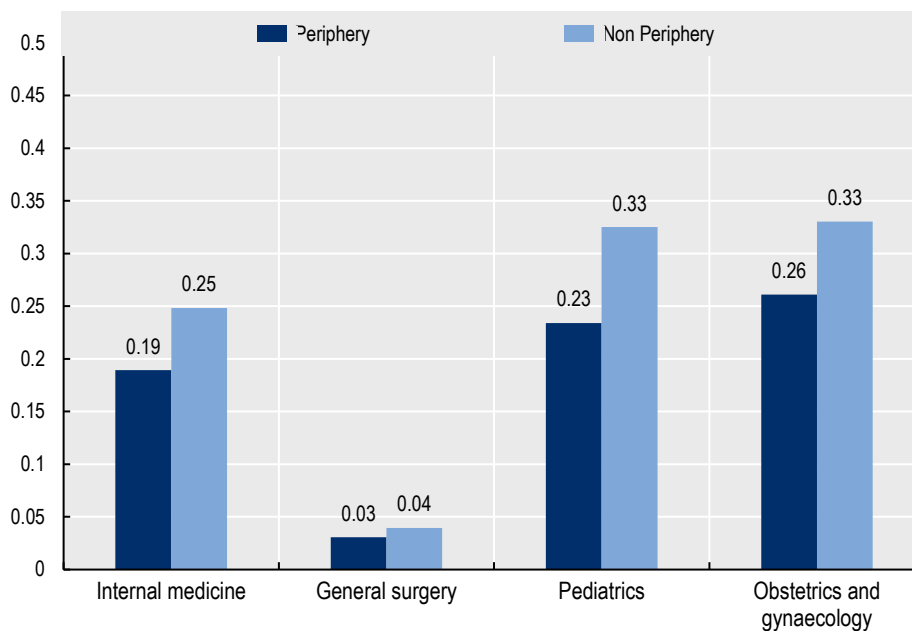 Periphery
Non Periphery
0.5
0.45
0.4
0.35
0.3
0.25
0.2
0.15
0.1
0.05
0
0.19
0.25
0.03
0.04
0.23
0.33
0.26
0.33
Internal medicine
General surgery
Pediatrics
Obstetrics and
gynaecology